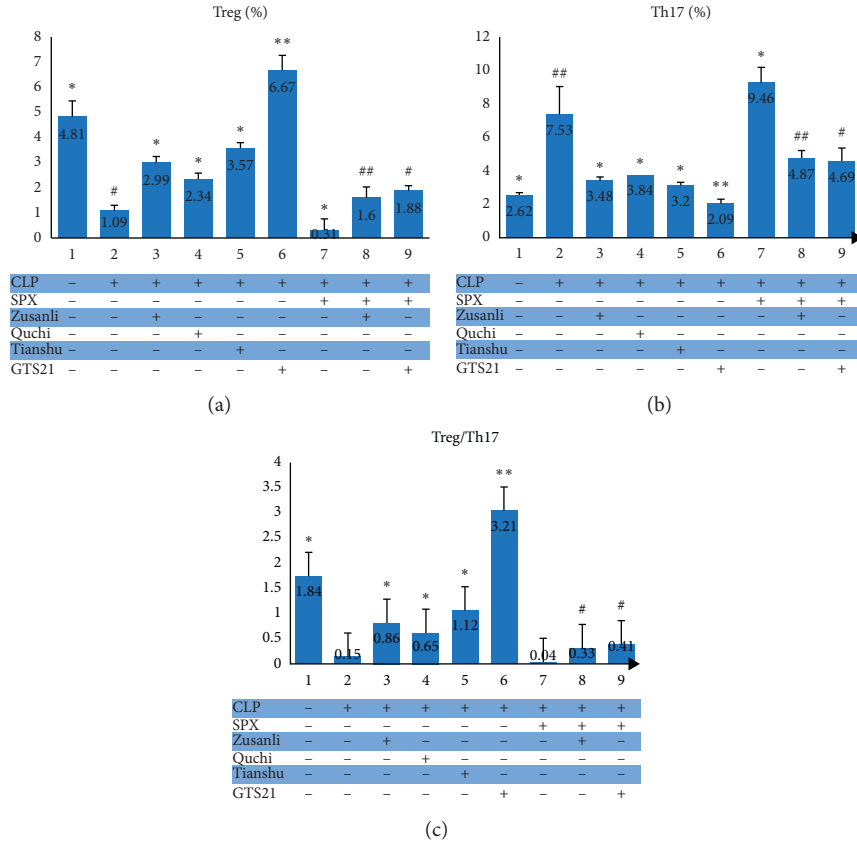 Treg (%)
8
7
6
5
4
3
2
1
0
* # * * * ** * ## #
4.81 1.09 2.99 2.34 3.57 6.67 0.31 1.6 1.88
1 2 3 4 5 6 7 8 9
CLP – + + + + + + + +
SPX – – – – – – + + +
Zusanli – – + – – – – + –
Quchi – – – + – – – – –
Tianshu – – – – + – – – –
GTS21 – – – – – + – – +
(a)
Th17 (%)
12
10
8
6
4
2
0
* ## * * * ** * ## #
2.62 7.53 3.48 3.84 3.2 2.09 9.46 4.87 4.69
1 2 3 4 5 6 7 8 9
CLP – + + + + + + + +
SPX – – – – – – + + +
Zusanli – – + – – – – + –
Quchi – – – + – – – – –
Tianshu – – – – + – – – –
GTS21 – – – – – + – – +
(b)
Treg/Th17
4
3.5
3
2.5
2
1.5
1
0.5
0
* * * * ** # #
1.84 0.15 0.86 0.65 1.12 3.21 0.04 0.33 0.41
1 2 3 4 5 6 7 8 9
CLP – + + + + + + + +
SPX – – – – – – + + +
Zusanli – – + – – – – + –
Quchi – – – + – – – – –
Tianshu – – – – + – – – –
GTS21 – – – – – + – – +
(c)